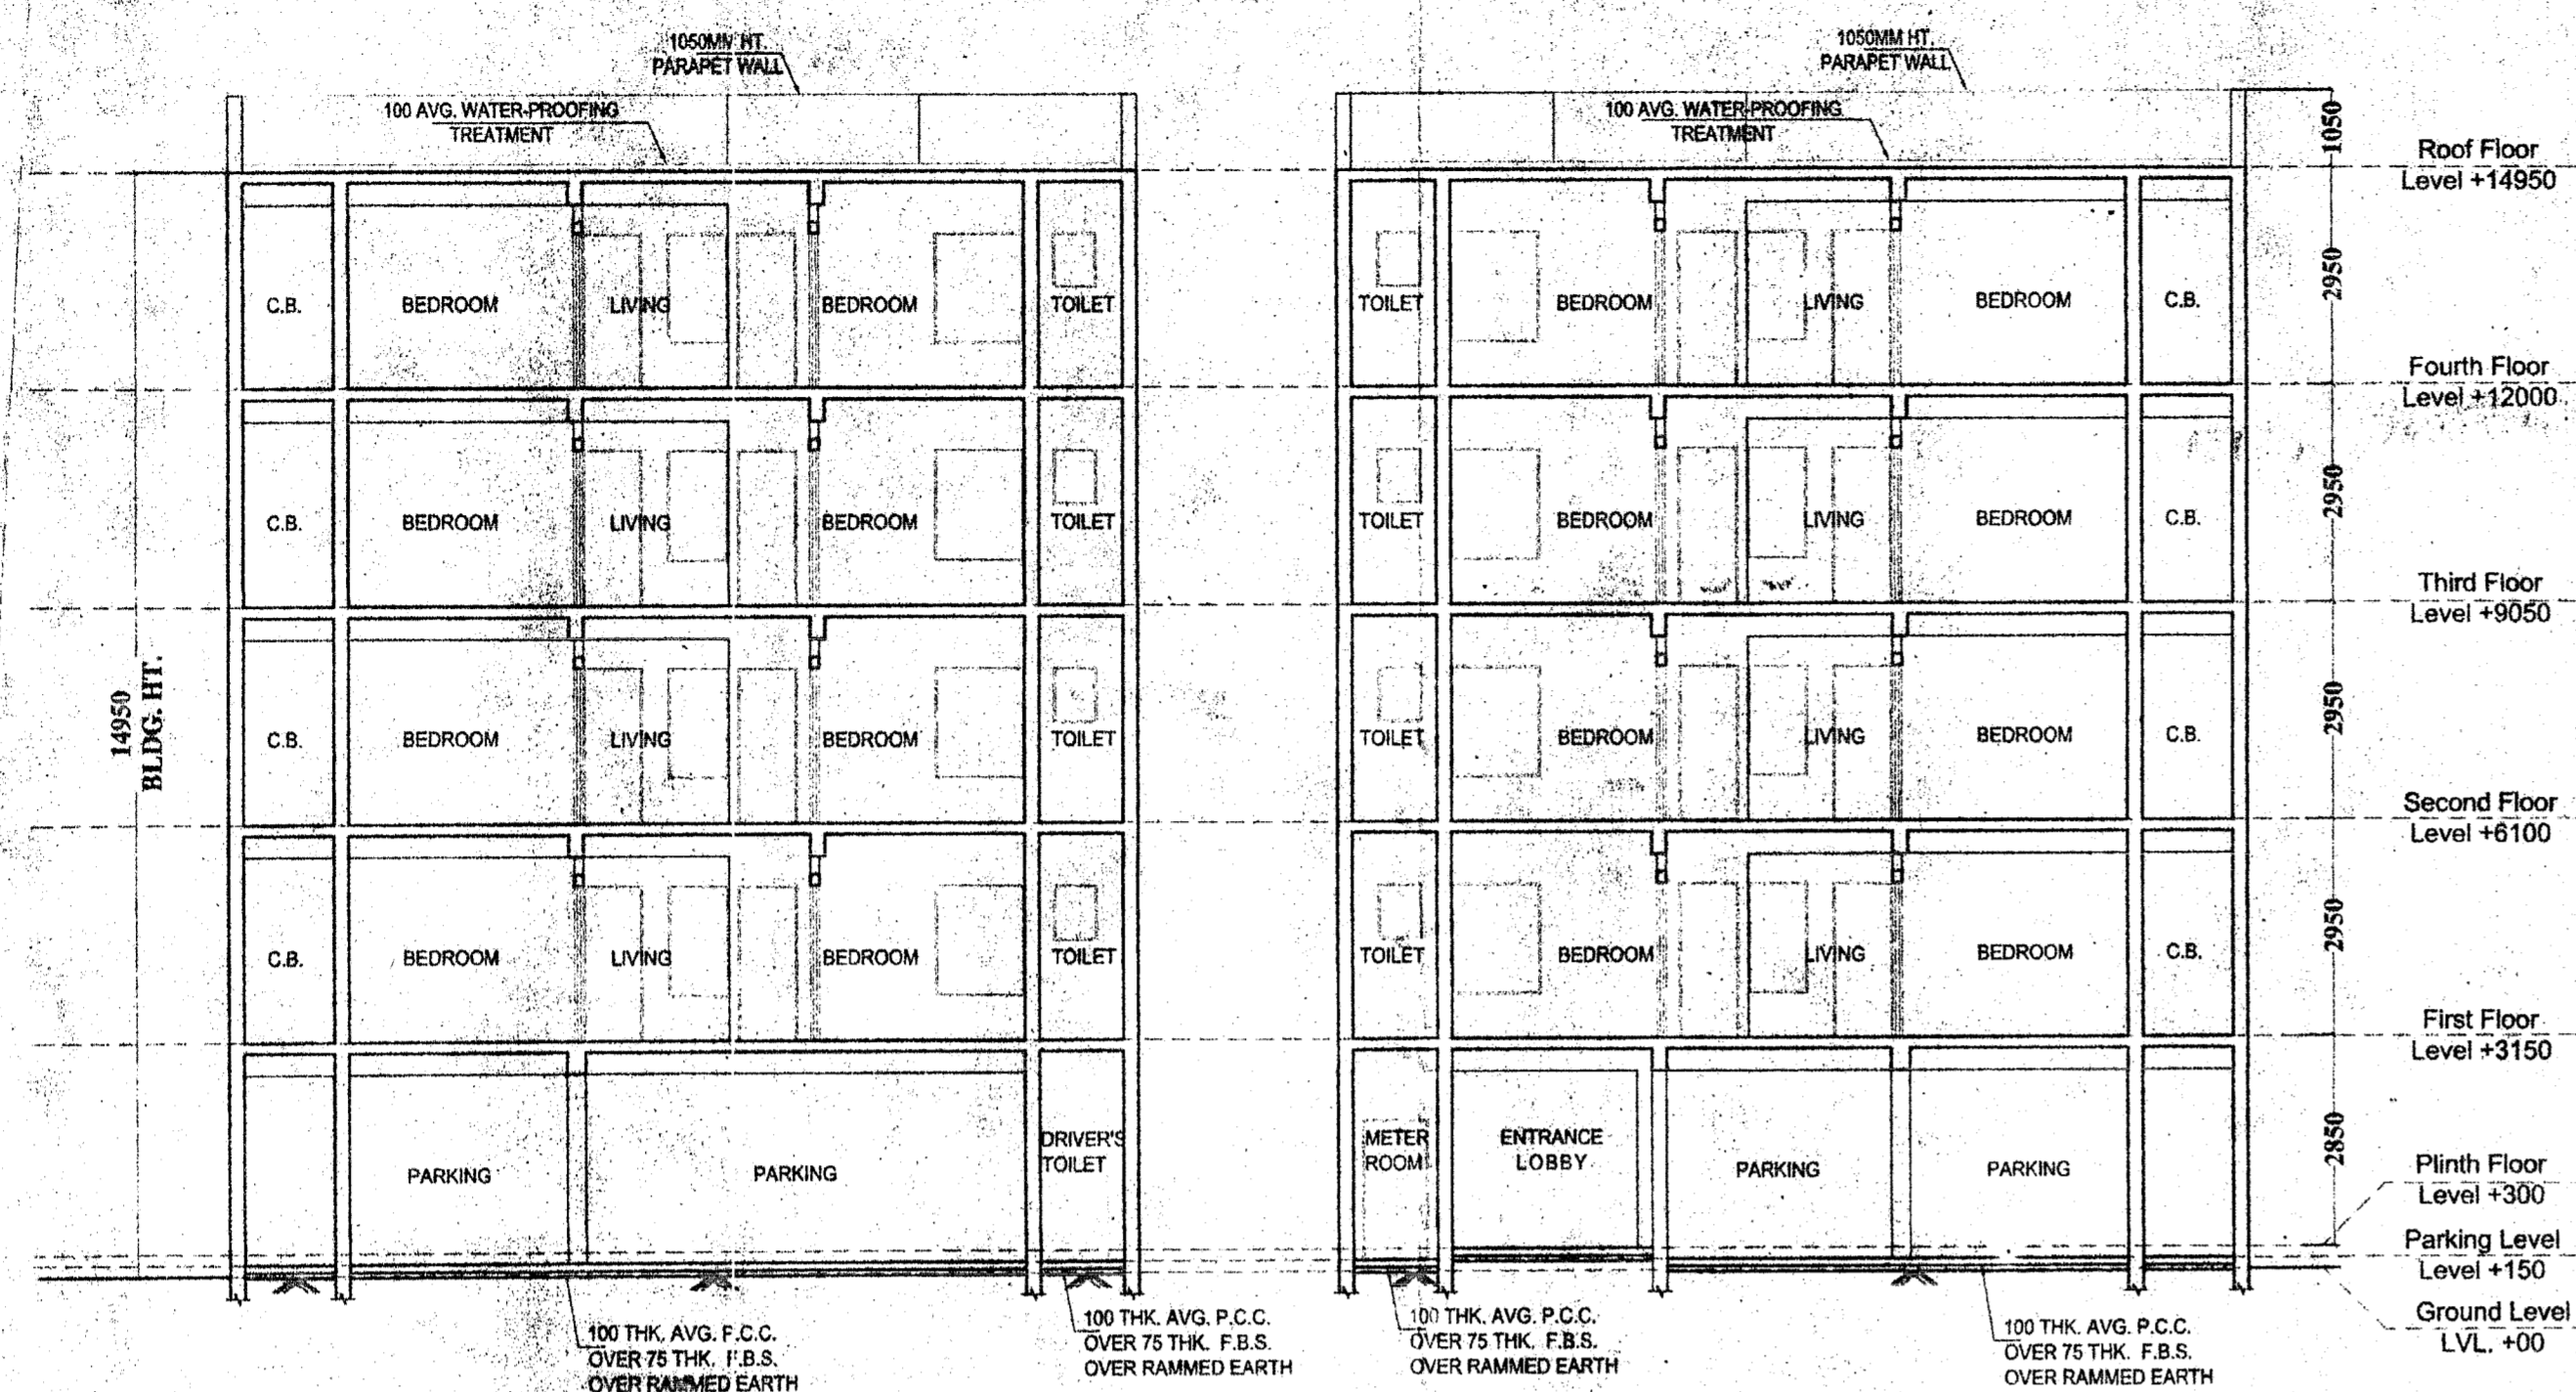 1050MM HT.
PARAPET WALL
100 AVG. WATER-PROOFING
TREATMENT
C.B.
BEDROOM
LIVING
BEDROOM
TOILET
C.B.
BEDROOM
LIVING
BEDROOM
TOILET
C.B.
BEDROOM
LIVING
BEDROOM
TOILET
C.B.
BEDROOM
LIVING
BEDROOM
TOILET
PARKING
PARKING
DRIVER'S
TOILET
14950
BLDG. HT.
100 THK. AVG. P.C.C.
OVER 75 THK. F.B.S.
OVER RAMMED EARTH
100 THK. AVG. P.C.C.
OVER 75 THK. F.B.S.
OVER RAMMED EARTH
1050MM HT.
PARAPET WALL
100 AVG. WATER-PROOFING
TREATMENT
TOILET
BEDROOM
LIVING
BEDROOM
C.B.
TOILET
BEDROOM
LIVING
BEDROOM
C.B.
TOILET
BEDROOM
LIVING
BEDROOM
C.B.
TOILET
BEDROOM
LIVING
BEDROOM
C.B.
METER
ROOM
ENTRANCE
LOBBY
PARKING
PARKING
100 THK. AVG. P.C.C.
OVER 75 THK. F.B.S.
OVER RAMMED EARTH
100 THK. AVG. P.C.C.
OVER 75 THK. F.B.S.
OVER RAMMED EARTH
1050
2950
2950
2950
2950
2850
Roof Floor
Level +14950
Fourth Floor
Level +12000
Third Floor
Level +9050
Second Floor
Level +6100
First Floor
Level +3150
Plinth Floor
Level +300
Parking Level
Level +150
Ground Level
LVL. +00